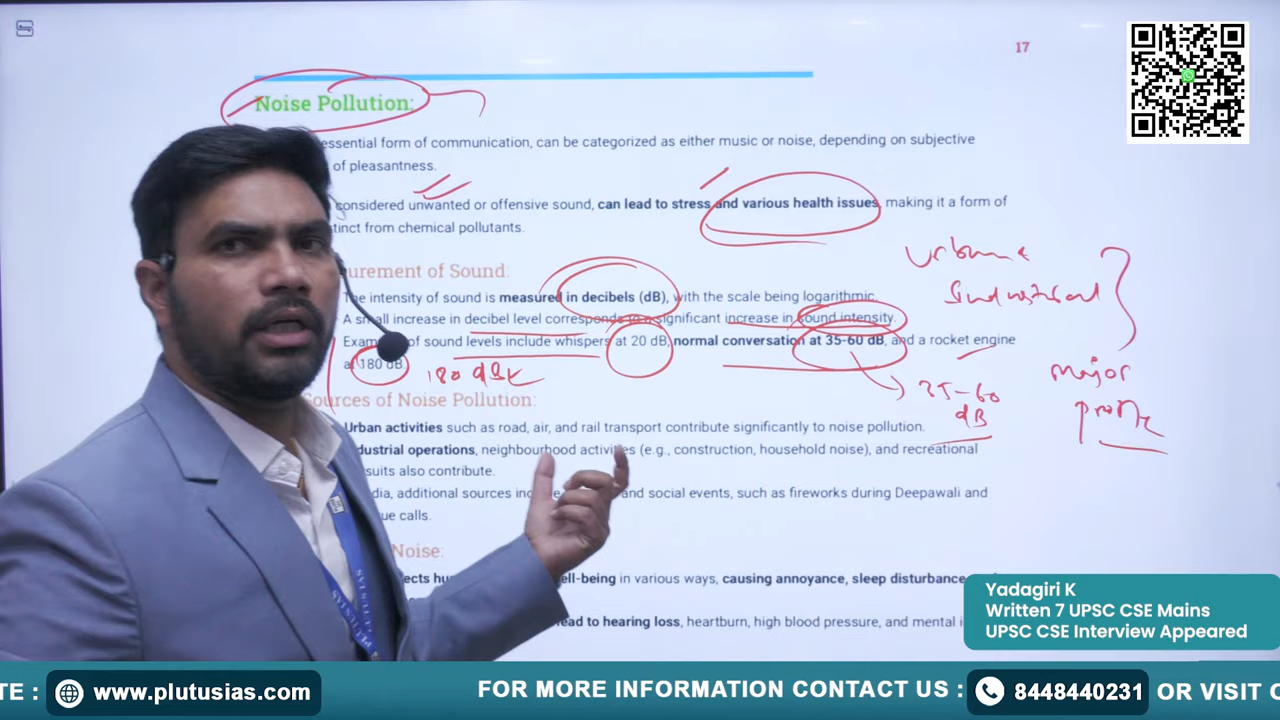 17
Noise Pollution:
essential form of communication, can be categorized as either music or noise, depending on subjective
of pleasantness.
considered unwanted or offensive sound, can lead to stress and various health issues, making it a form of
tinct from chemical pollutants.
urement of Sound:
The intensity of sound is measured in decibels (dB), with the scale being logarithmic.
A small increase in decibel level corresponds to a significant increase in sound intensity.
Exam of sound levels include whispers at 20 dB, normal conversation at 35-60 dB, and a rocket engine
a 180 dB.
Sources of Noise Pollution:
Urban activities such as road, air, and rail transport contribute significantly to noise pollution.
dustrial operations, neighbourhood activities (e.g., construction, household noise), and recreational
suits also contribute.
dia, additional sources inc and social events, such as fireworks during Deepawali and
ue calls.
Noise:
ects hu ell-being in various ways, causing annoyance, sleep disturbance
ead to hearing loss, heartburn, high blood pressure, and mental i
Industrial
35-60
dB
major
PLUTUS IAS
Yadagiri K
Written 7 UPSC CSE Mains
UPSC CSE Interview Appeared
TE : www.plutusias.com FOR MORE INFORMATION CONTACT US : 8448440231 OR VISIT O